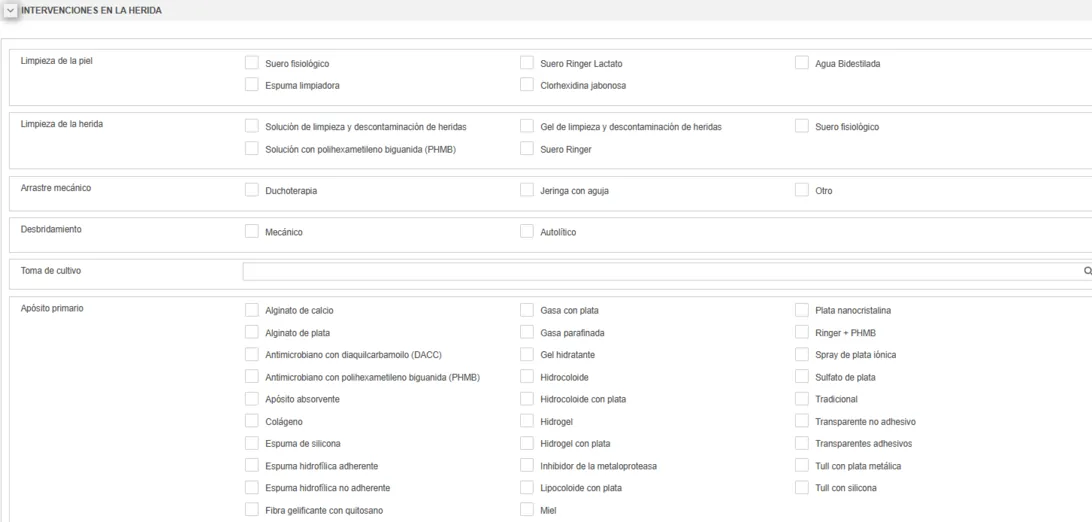 INTERVENCIONES EN LA HERIDA
Limpieza de la piel
Suero fisiológico
Suero Ringer Lactato
Agua Bidestilada
Espuma limpiadora
Clorhexidina jabonosa
Limpieza de la herida
Solución de limpieza y descontaminación de heridas
Gel de limpieza y descontaminación de heridas
Suero fisiológico
Solución con polihexametileno biguanida (PHMB)
Suero Ringer
Arrastre mecánico
Duchoterapia
Jeringa con aguja
Otro
Desbridamiento
Mecánico
Autolítico
Toma de cultivo
Apósito primario
Alginato de calcio
Gasa con plata
Plata nanocristalina
Alginato de plata
Gasa parafinada
Ringer + PHMB
Antimicrobiano con diaquilcarbamoilo (DACC)
Gel hidratante
Spray de plata iónica
Antimicrobiano con polihexametileno biguanida (PHMB)
Hidrocoloide
Sulfato de plata
Apósito absorvente
Hidrocoloide con plata
Tradicional
Colágeno
Hidrogel
Transparente no adhesivo
Espuma de silicona
Hidrogel con plata
Transparentes adhesivos
Espuma hidrofílica adherente
Inhibidor de la metaloproteasa
Tull con plata metálica
Espuma hidrofílica no adherente
Lipocoloide con plata
Tull con silicona
Fibra gelificante con quitosano
Miel